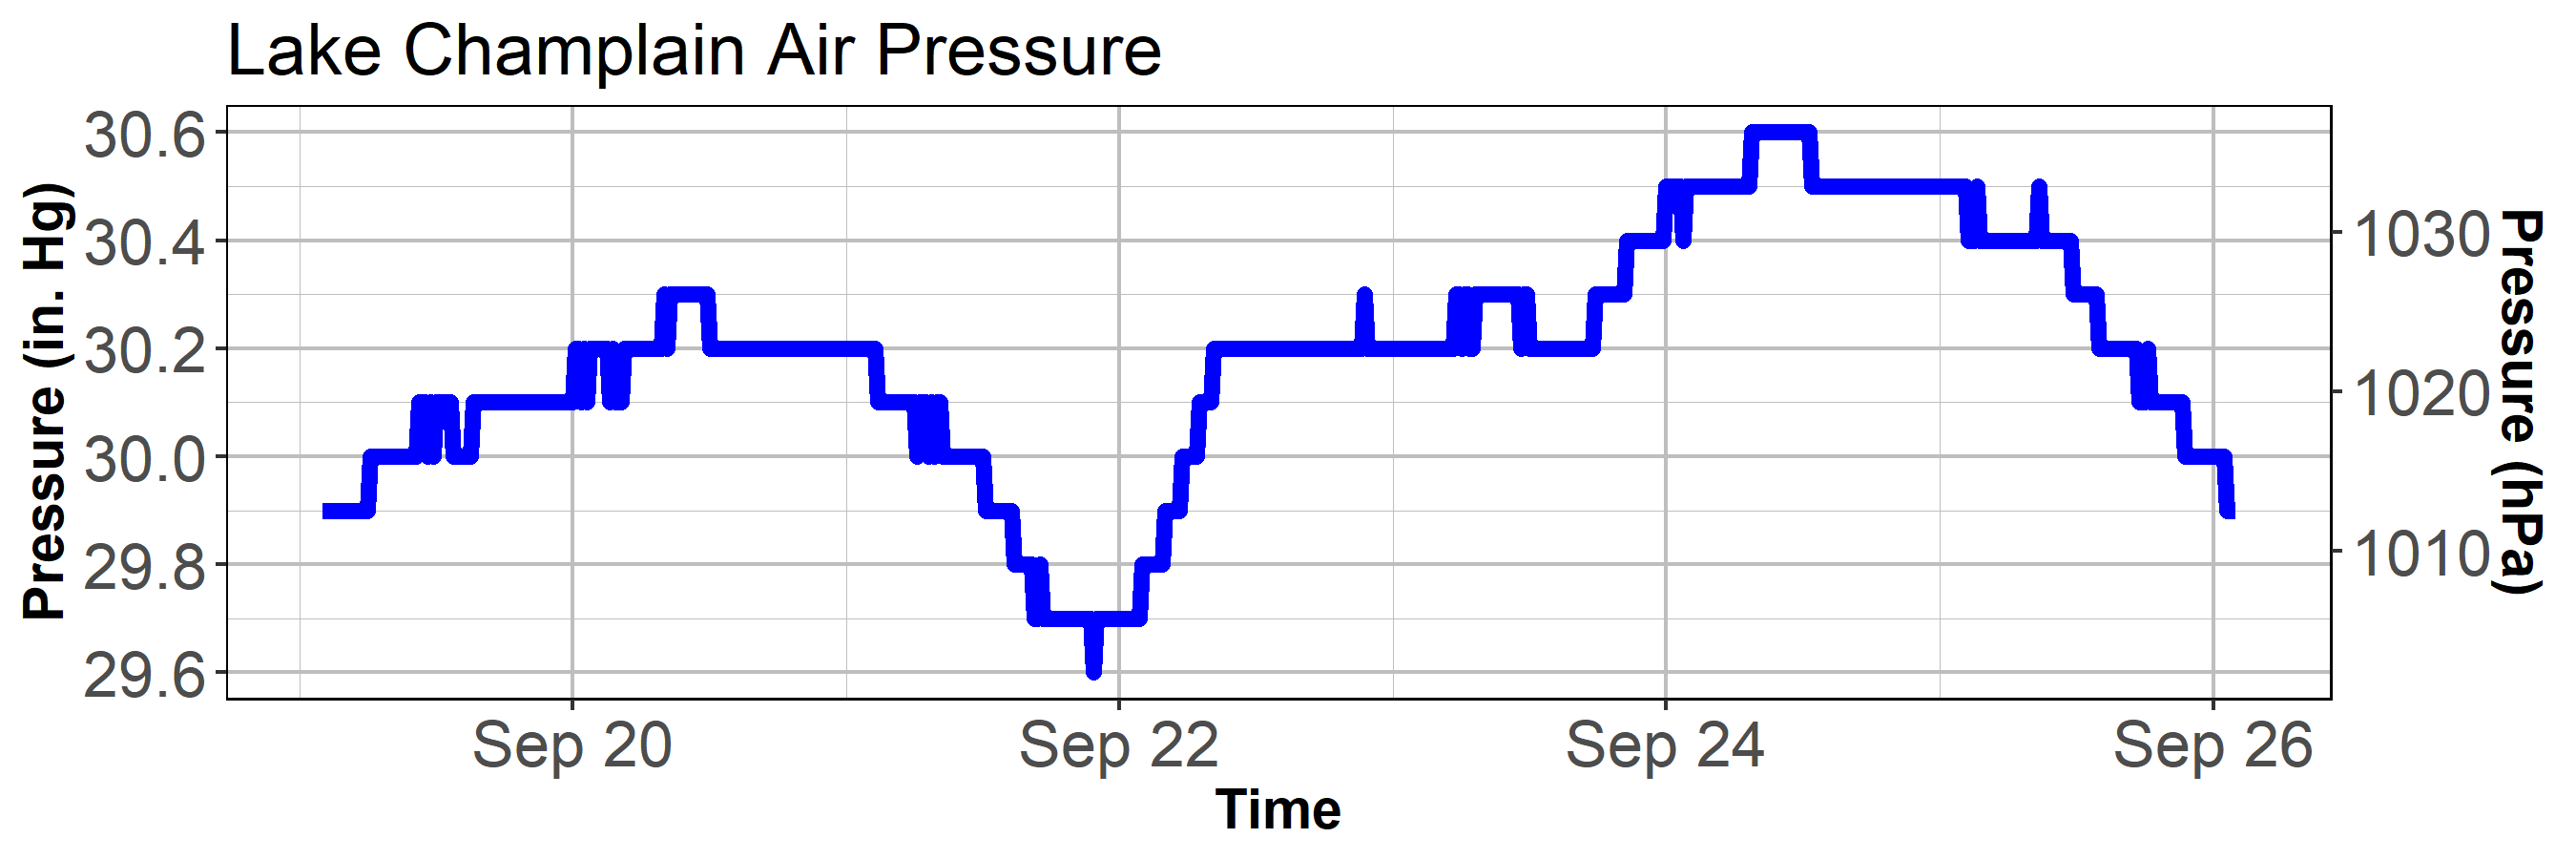 Lake Champlain Air Pressure
30.6
30.4
30.2
30.0
29.8
29.6
Pressure (in. Hg)
1030
1020
1010
Pressure (hPa)
Sep 20
Sep 22
Sep 24
Sep 26
Time